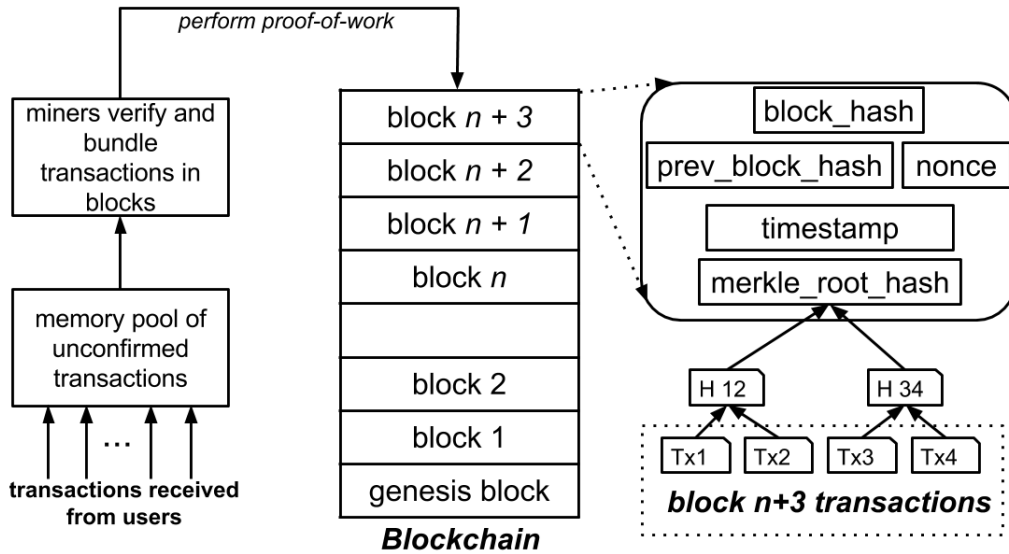 perform proof-of-work
miners verify and
bundle
transactions in
blocks
memory pool of
unconfirmed
transactions
...
transactions received
from users
block n + 3
block n + 2
block n + 1
block n
block 2
block 1
genesis block
Blockchain
block_hash
prev_block_hash
nonce
timestamp
merkle_root_hash
H 12
H 34
Tx1
Tx2
Tx3
Tx4
block n+3 transactions